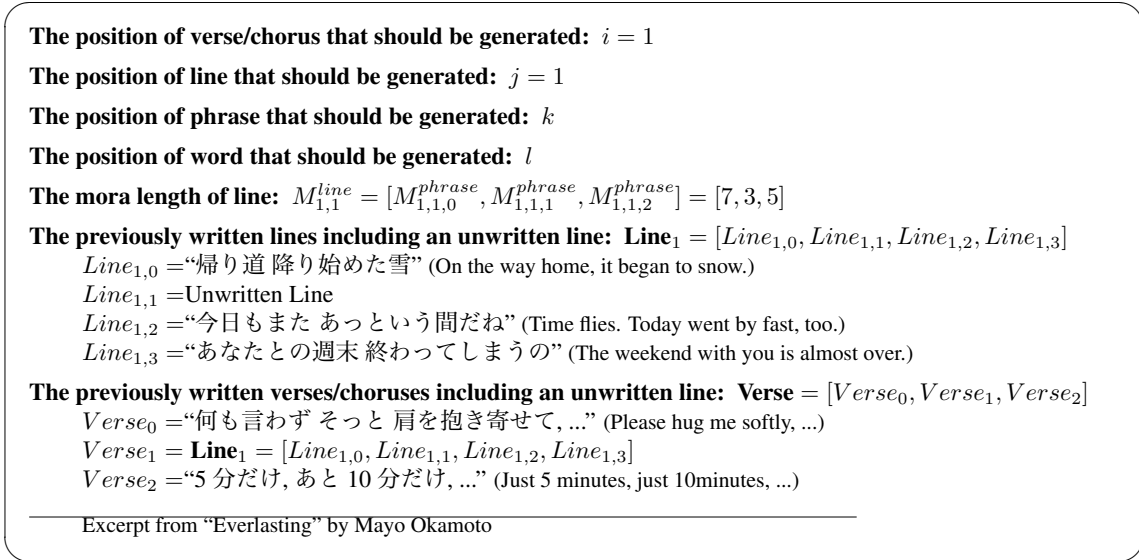 The position of verse/chorus that should be generated: i = 1
The position of line that should be generated: j = 1
The position of phrase that should be generated: k
The position of word that should be generated: l
The mora length of line: M_{1,1}^{line} = [M_{1,1,0}^{phrase}, M_{1,1,1}^{phrase}, M_{1,1,2}^{phrase}] = [7, 3, 5]
The previously written lines including an unwritten line: Line_1 = [Line_{1,0}, Line_{1,1}, Line_{1,2}, Line_{1,3}]
Line_{1,0} =“帰り道 降り始めた雪” (On the way home, it began to snow.)
Line_{1,1} =Unwritten Line
Line_{1,2} =“今日もまた あっという間だね” (Time flies. Today went by fast, too.)
Line_{1,3} =“あなたとの週末 終わってしまうの” (The weekend with you is almost over.)
The previously written verses/choruses including an unwritten line: Verse = [Verse_0, Verse_1, Verse_2]
Verse_0 =“何も言わず そっと 肩を抱き寄せて, ...” (Please hug me softly, ...)
Verse_1 = Line_1 = [Line_{1,0}, Line_{1,1}, Line_{1,2}, Line_{1,3}]
Verse_2 =“5 分だけ, あと 10 分だけ, ...” (Just 5 minutes, just 10minutes, ...)
Excerpt from “Everlasting” by Mayo Okamoto